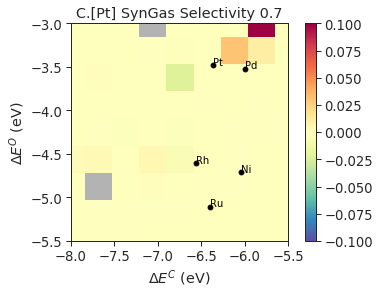 C.[Pt] SynGas Selectivity 0.7
ΔE^O (eV)
−3.0
−3.5
−4.0
−4.5
−5.0
−5.5
Pt
Pd
Rh
Ni
Ru
−8.0 −7.5 −7.0 −6.5 −6.0 −5.5
ΔE^C (eV)
0.100
0.075
0.050
0.025
0.000
−0.025
−0.050
−0.075
−0.100